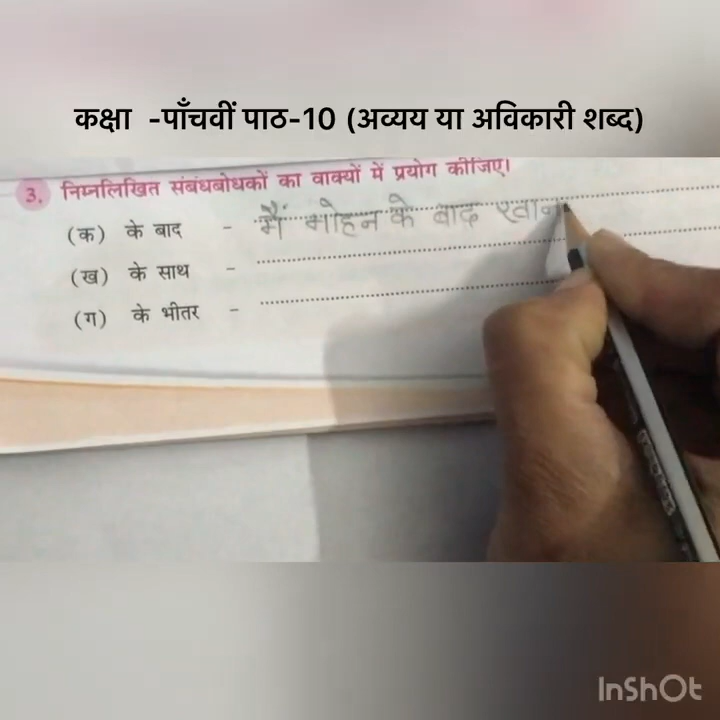 कक्षा -पाँचवीं पाठ-10 (अव्यय या अविकारी शब्द)
3. निम्नलिखित संबंधबोधकों का वाक्यों में प्रयोग कीजिए।
(क) के बाद - मैं मोहन के बाद खान
(ख) के साथ -
(ग) के भीतर -
InShOt